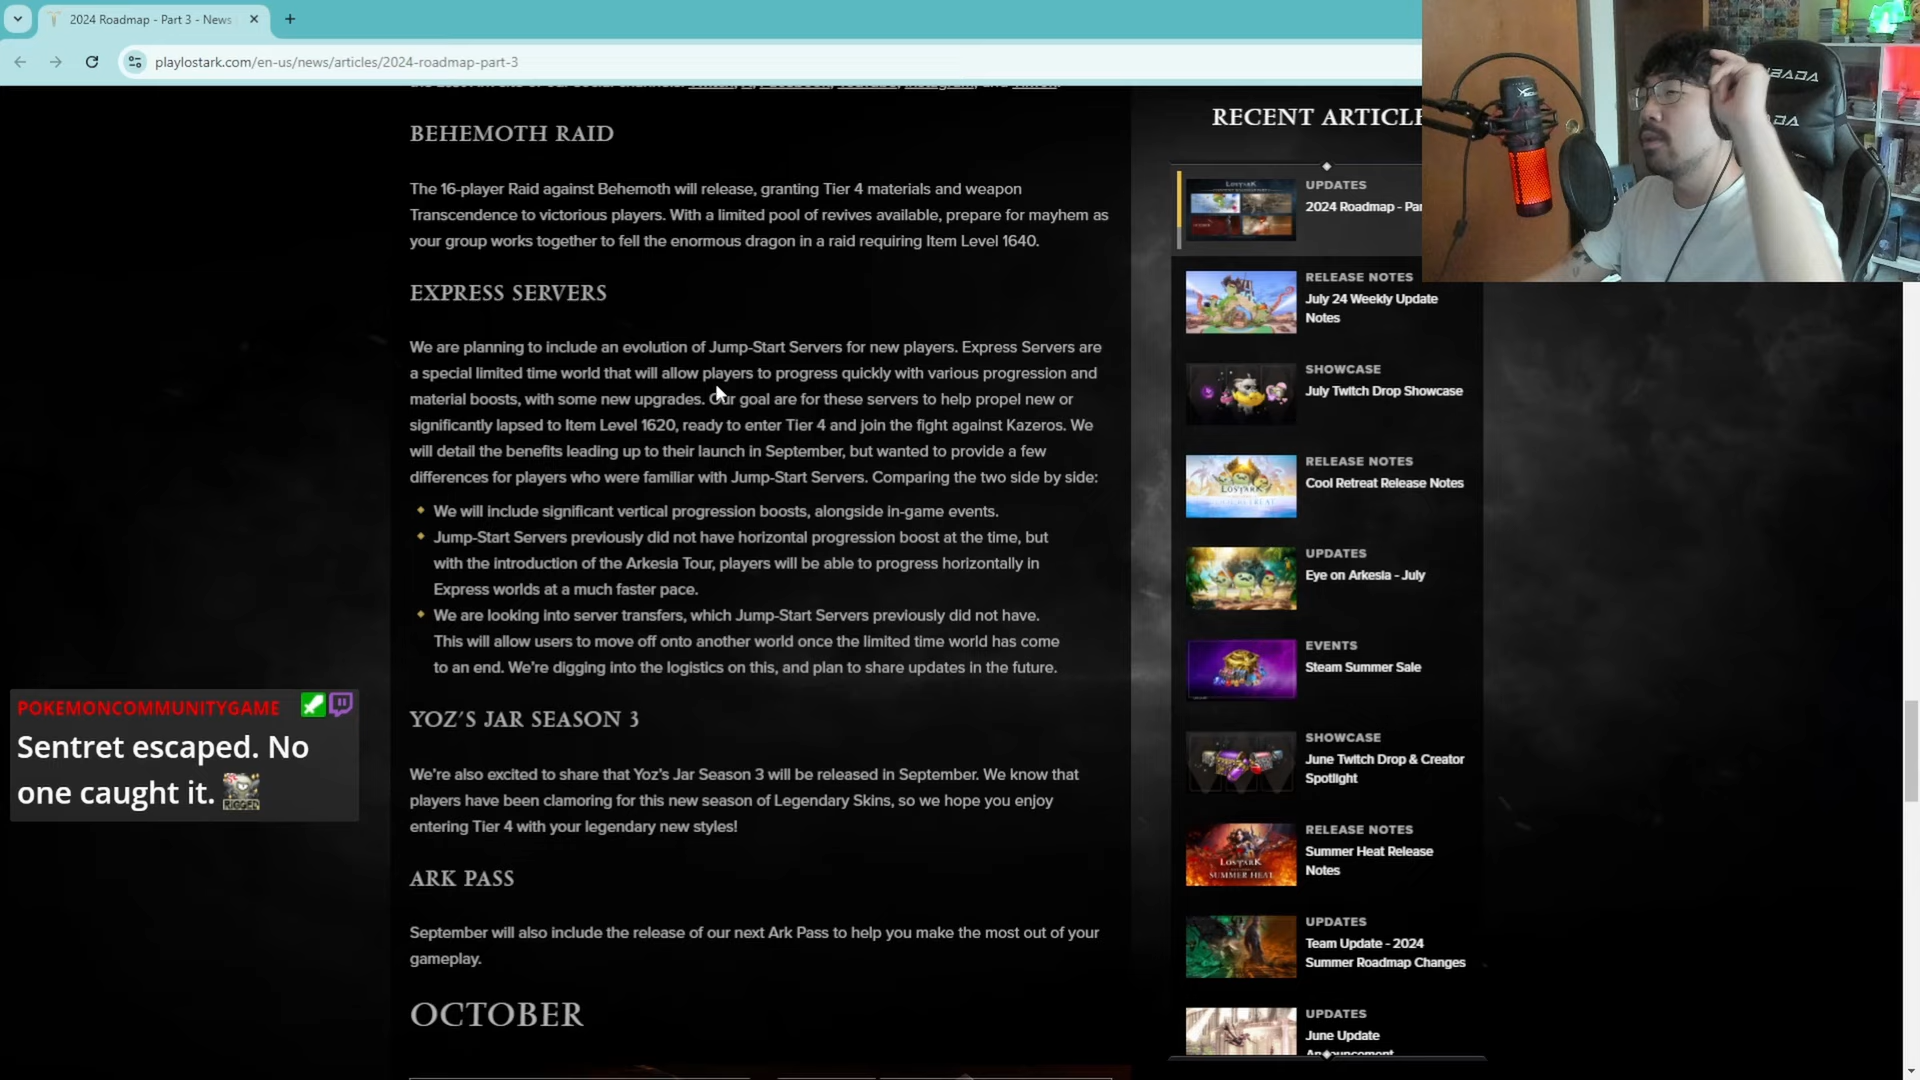 2024 Roadmap - Part 3 - News
playlostark.com/en-us/news/articles/2024-roadmap-part-3
BEHEMOTH RAID
The 16-player Raid against Behemoth will release, granting Tier 4 materials and weapon
Transcendence to victorious players. With a limited pool of revives available, prepare for mayhem as
your group works together to fell the enormous dragon in a raid requiring Item Level 1640.
EXPRESS SERVERS
We are planning to include an evolution of Jump-Start Servers for new players. Express Servers are
a special limited time world that will allow players to progress quickly with various progression and
material boosts, with some new upgrades. Our goal are for these servers to help propel new or
significantly lapsed to Item Level 1620, ready to enter Tier 4 and join the fight against Kazeros. We
will detail the benefits leading up to their launch in September, but wanted to provide a few
differences for players who were familiar with Jump-Start Servers. Comparing the two side by side:
We will include significant vertical progression boosts, alongside in-game events.
Jump-Start Servers previously did not have horizontal progression boost at the time, but
with the introduction of the Arkesia Tour, players will be able to progress horizontally in
Express worlds at a much faster pace.
We are looking into server transfers, which Jump-Start Servers previously did not have.
This will allow users to move off onto another world once the limited time world has come
to an end. We're digging into the logistics on this, and plan to share updates in the future.
YOZ'S JAR SEASON 3
We're also excited to share that Yoz's Jar Season 3 will be released in September. We know that
players have been clamoring for this new season of Legendary Skins, so we hope you enjoy
entering Tier 4 with your legendary new styles!
ARK PASS
September will also include the release of our next Ark Pass to help you make the most out of your
gameplay.
OCTOBER
RECENT ARTICLE
UPDATES
2024 Roadmap - Par
RELEASE NOTES
July 24 Weekly Update
Notes
SHOWCASE
July Twitch Drop Showcase
RELEASE NOTES
Cool Retreat Release Notes
UPDATES
Eye on Arkesia - July
EVENTS
Steam Summer Sale
SHOWCASE
June Twitch Drop & Creator
Spotlight
RELEASE NOTES
Summer Heat Release
Notes
UPDATES
Team Update - 2024
Summer Roadmap Changes
UPDATES
June Update
Announcement
POKEMONCOMMUNITYGAME
Sentret escaped. No
one caught it.
RIGGED